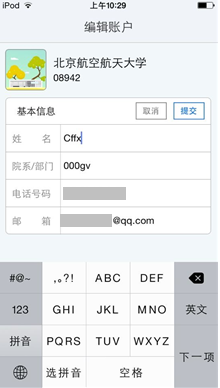 iPod 上午10:29
编辑账户
北京航空航天大学
08942
基本信息 取消 提交
姓 名 Cffx
院系/部门 000gv
电话号码
邮 箱 @qq.com
#@~ ,。?! ABC DEF
123 GHI JKL MNO 英文
拼音 PQRS TUV WXYZ 下一项
选拼音 空格